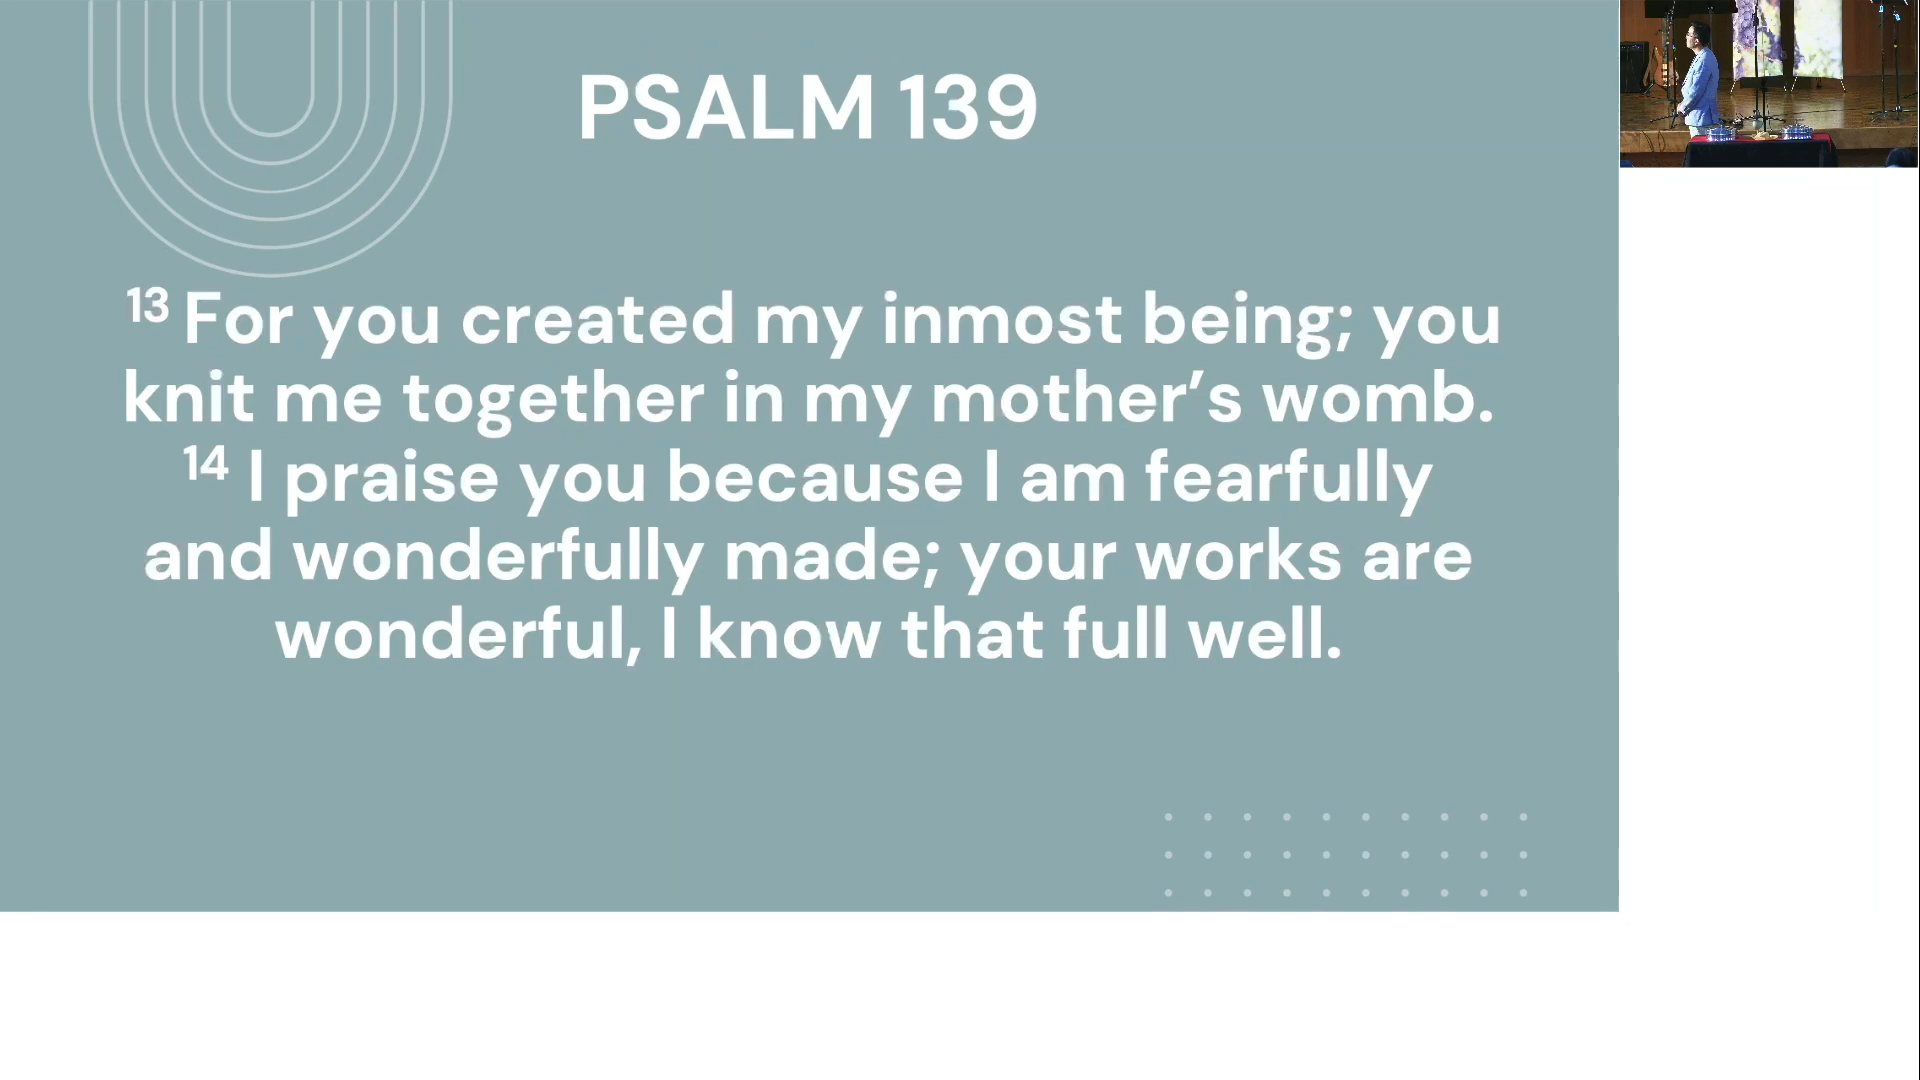 PSALM 139
13 For you created my inmost being; you
knit me together in my mother’s womb.
14 I praise you because I am fearfully
and wonderfully made; your works are
wonderful, I know that full well.